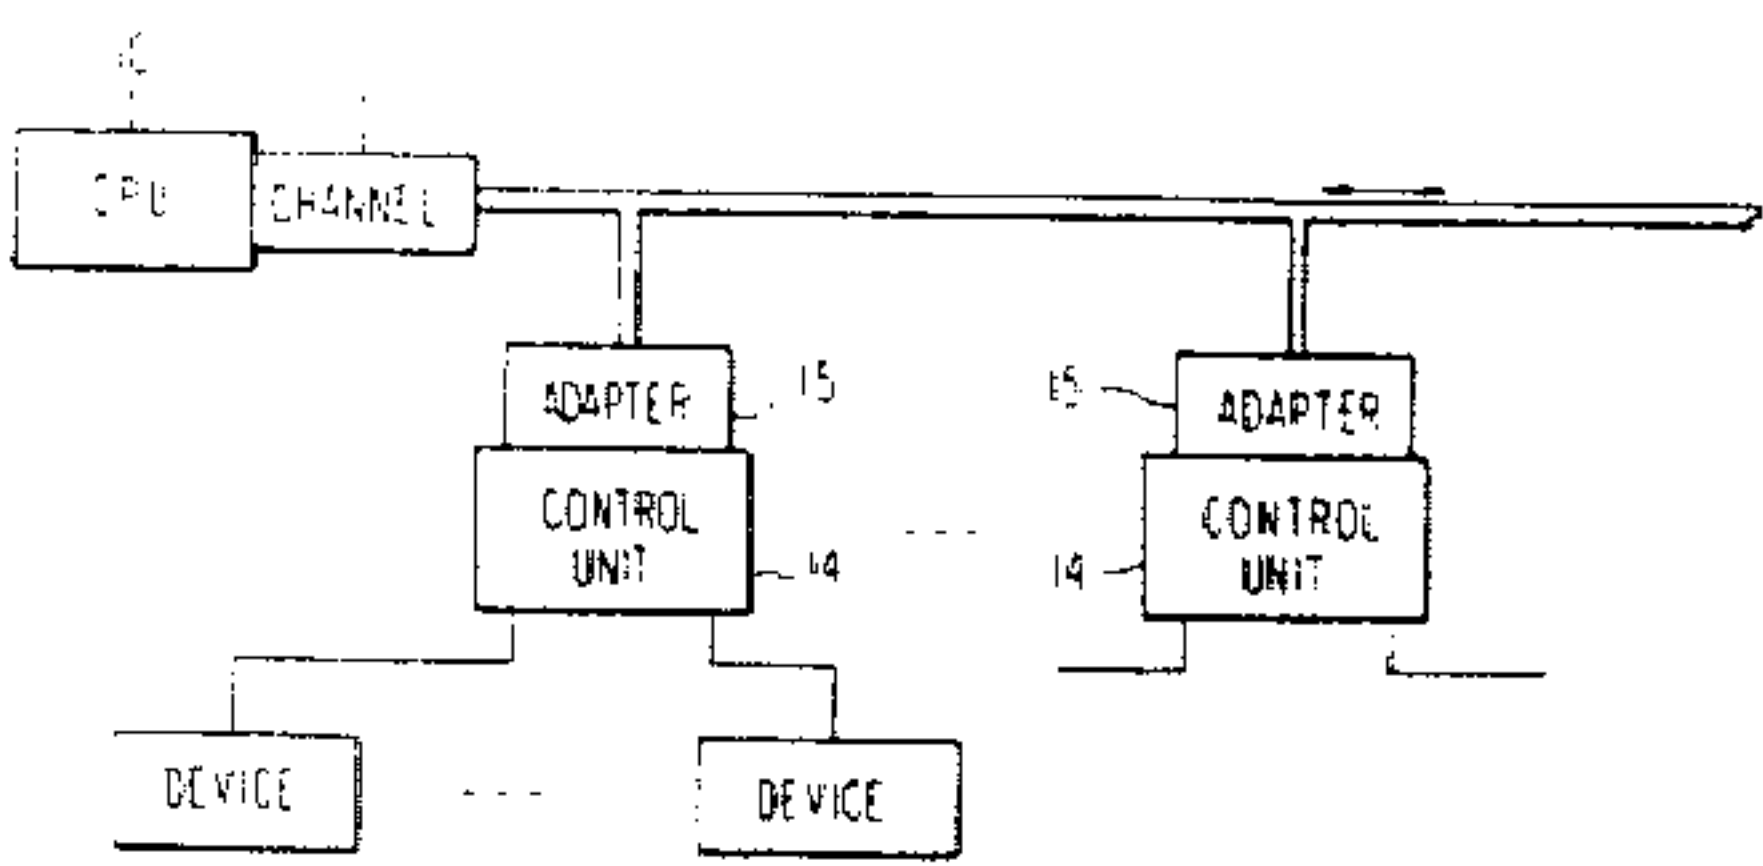 CPU
CHANNEL
ADAPTER
15
15
ADAPTER
CONTROL
UNIT
14
14
CONTROL
UNIT
DEVICE
DEVICE